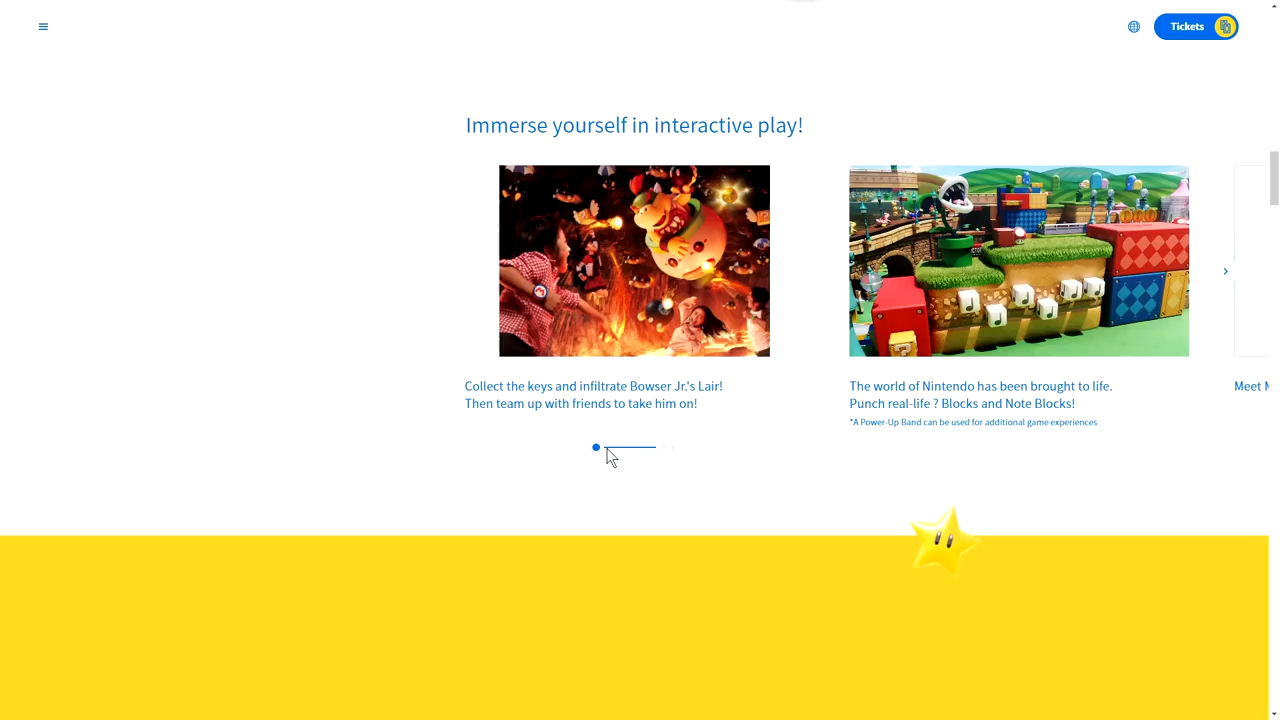 Tickets
Immerse yourself in interactive play!
Collect the keys and infiltrate Bowser Jr.'s Lair!
Then team up with friends to take him on!
The world of Nintendo has been brought to life.
Punch real-life ? Blocks and Note Blocks!
*A Power-Up Band can be used for additional game experiences
Meet